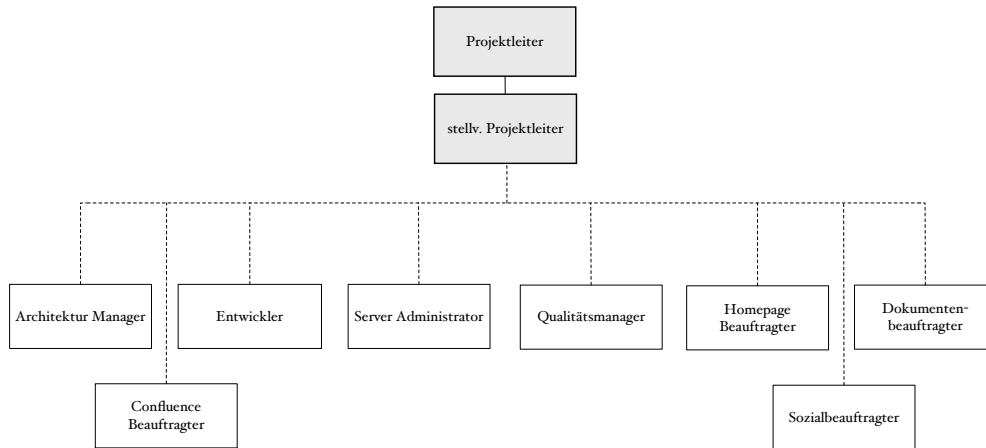 Projektleiter
stellv. Projektleiter
Architektur Manager
Entwickler
Server Administrator
Qualitätsmanager
Homepage
Beauftragter
Dokumenten-
beauftragter
Confluence
Beauftragter
Sozialbeauftragter